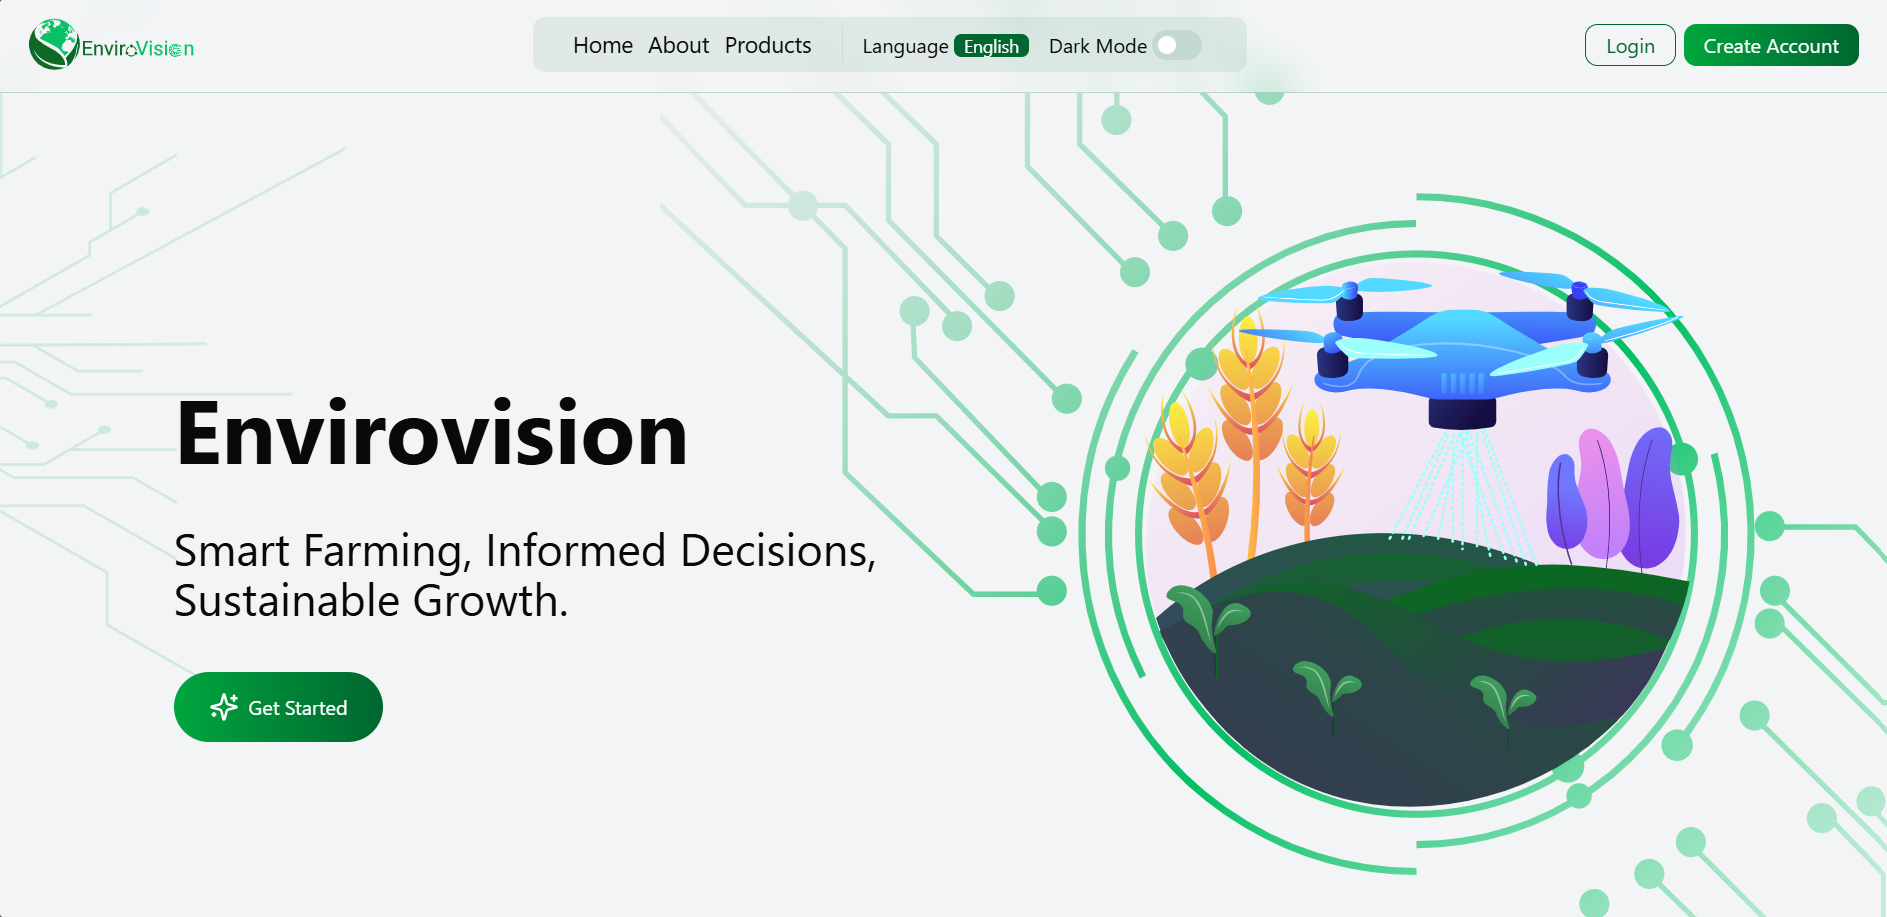 EnviroVision
Home About Products Language English Dark Mode
Login Create Account
Envirovision
Smart Farming, Informed Decisions,
Sustainable Growth.
Get Started